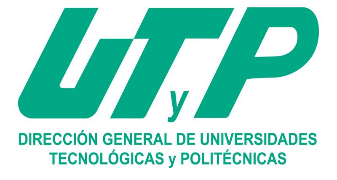 UTyP
DIRECCIÓN GENERAL DE UNIVERSIDADES
TECNOLÓGICAS y POLITÉCNICAS